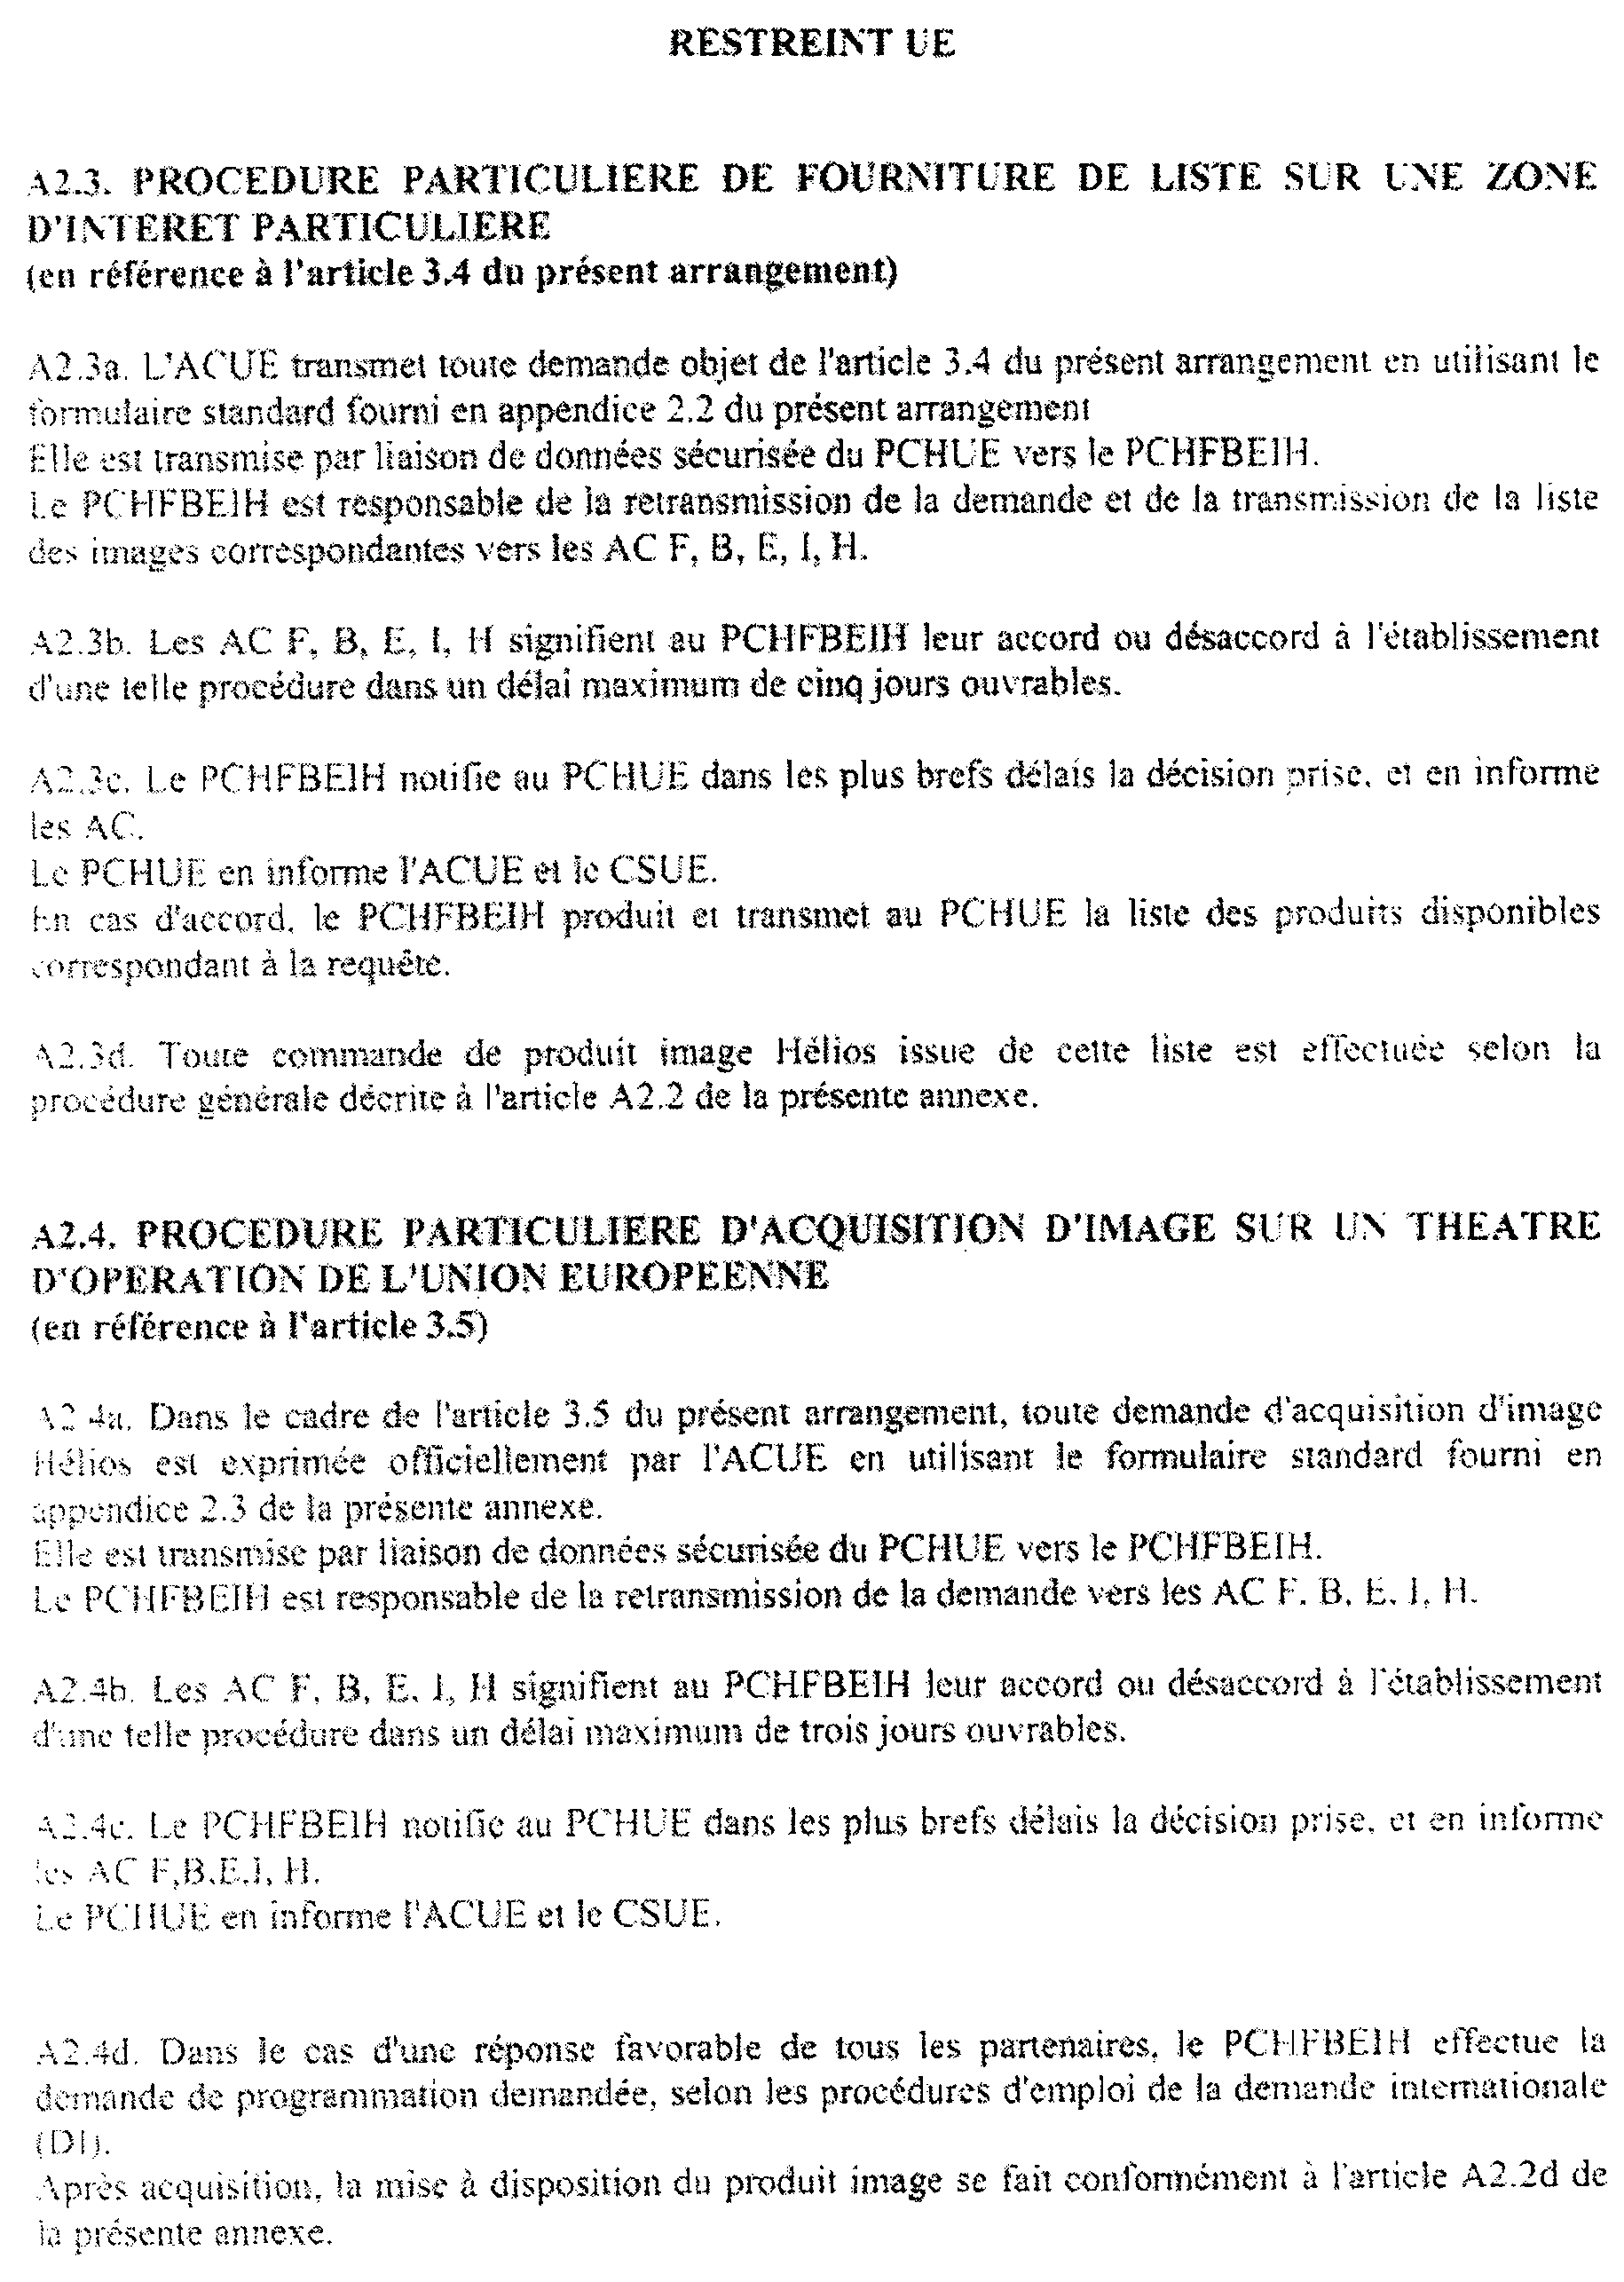 RESTREINT UE
A2.3. PROCEDURE PARTICULIERE DE FOURNITURE DE LISTE SUR UNE ZONE
D'INTERET PARTICULIERE
(en référence à l'article 3.4 du présent arrangement)
A2.3a. L'ACUE transmet toute demande objet de l'article 3.4 du présent arrangement en utilisant le
formulaire standard fourni en appendice 2.2 du présent arrangement
Elle est transmise par liaison de données sécurisée du PCHUE vers le PCHFBEIH.
Le PCHFBEIH est responsable de la retransmission de la demande et de la transmission de la liste
des images correspondantes vers les AC F, B, E, I, H.
A2.3b. Les AC F, B, E, I, H signifient au PCHFBEIH leur accord ou désaccord à l'établissement
d'une telle procédure dans un délai maximum de cinq jours ouvrables.
A2.3c. Le PCHFBEIH notifie au PCHUE dans les plus brefs délais la décision prise, et en informe
les AC.
Le PCHUE en informe l'ACUE et le CSUE.
En cas d'accord, le PCHFBEIH produit et transmet au PCHUE la liste des produits disponibles
correspondant à la requête.
A2.3d. Toute commande de produit image Hélios issue de cette liste est effectuée selon la
procédure générale décrite à l'article A2.2 de la présente annexe.
A2.4. PROCEDURE PARTICULIERE D'ACQUISITION D'IMAGE SUR UN THEATRE
D'OPERATION DE L'UNION EUROPEENNE
(en référence à l'article 3.5)
A2.4a. Dans le cadre de l'article 3.5 du présent arrangement, toute demande d'acquisition d'image
Hélios est exprimée officiellement par l'ACUE en utilisant le formulaire standard fourni en
appendice 2.3 de la présente annexe.
Elle est transmise par liaison de données sécurisée du PCHUE vers le PCHFBEIH.
Le PCHFBEIH est responsable de la retransmission de la demande vers les AC F, B, E, I, H.
A2.4b. Les AC F, B, E, I, H signifient au PCHFBEIH leur accord ou désaccord à l'établissement
d'une telle procédure dans un délai maximum de trois jours ouvrables.
A2.4c. Le PCHFBEIH notifie au PCHUE dans les plus brefs délais la décision prise, et en informe
les AC F,B,E,I, H.
Le PCHUE en informe l'ACUE et le CSUE.
A2.4d. Dans le cas d'une réponse favorable de tous les partenaires, le PCHFBEIH effectue la
demande de programmation demandée, selon les procédures d'emploi de la demande internationale
(DI).
Après acquisition, la mise à disposition du produit image se fait conformément à l'article A2.2d de
la présente annexe.